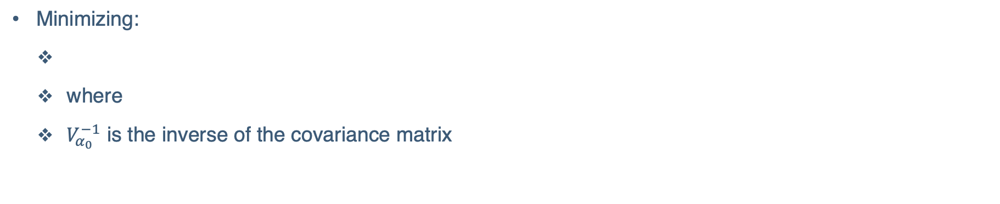 • Minimizing:
❖
❖ where
❖ $V_{\alpha_0}^{-1}$ is the inverse of the covariance matrix